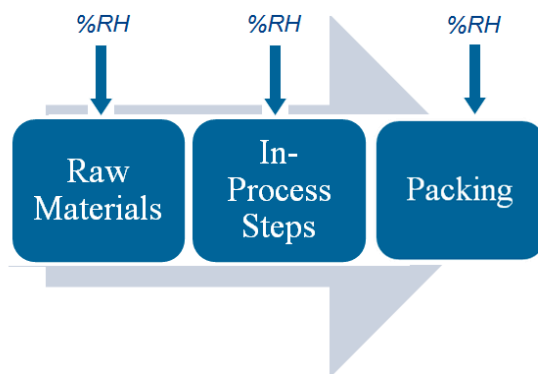 %RH
%RH
%RH
Raw
Materials
In-
Process
Steps
Packing